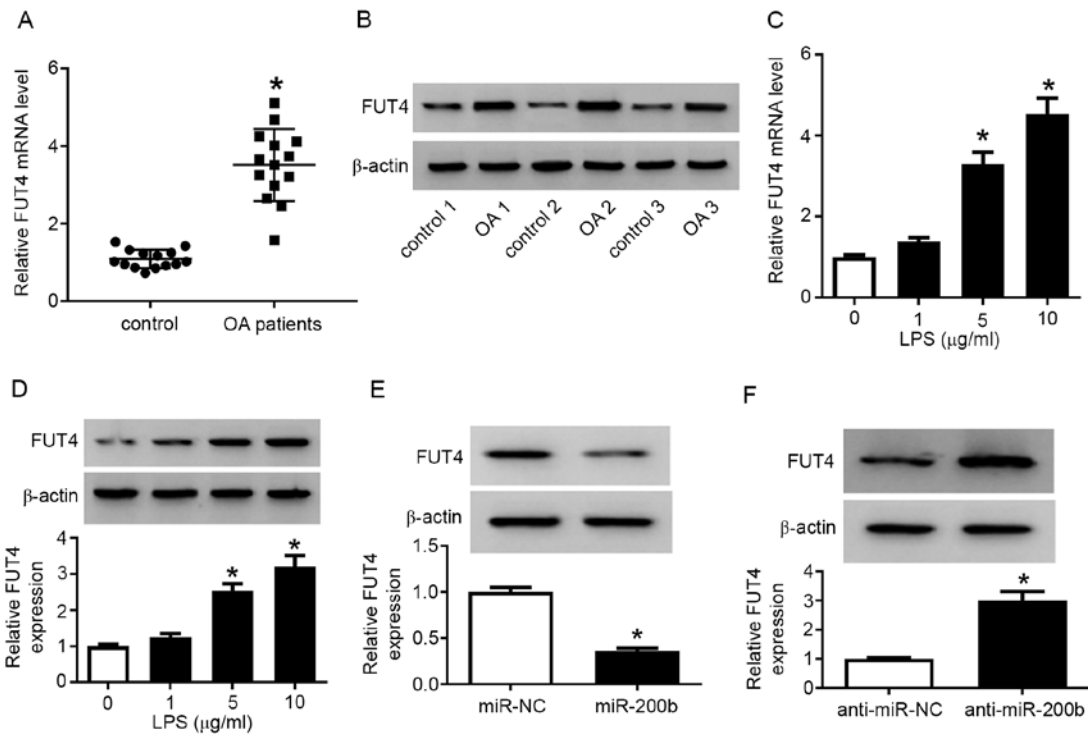 A
Relative FUT4 mRNA level
6
4
2
0
*
control
OA patients
B
FUT4
β-actin
control 1
OA 1
control 2
OA 2
control 3
OA 3
C
Relative FUT4 mRNA level
6
4
2
0
*
*
0 1 5 10
LPS (μg/ml)
D
FUT4
β-actin
Relative FUT4
expression
4
3
2
1
0
*
*
0 1 5 10
LPS (μg/ml)
E
FUT4
β-actin
Relative FUT4
expression
1.5
1.0
0.5
0.0
*
miR-NC
miR-200b
F
FUT4
β-actin
Relative FUT4
expression
4
3
2
1
0
*
anti-miR-NC
anti-miR-200b